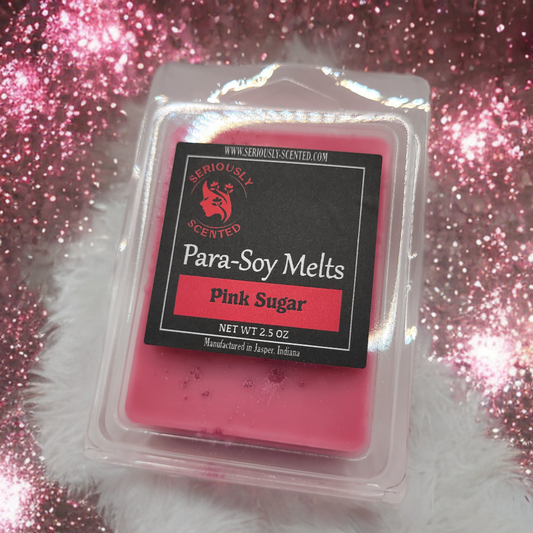 WWW.SERIOUSLY-SCENTED.COM
SERIOUSLY
SCENTED
Para-Soy Melts
Pink Sugar
NET WT 2.5 OZ
Manufactured in Jasper, Indiana